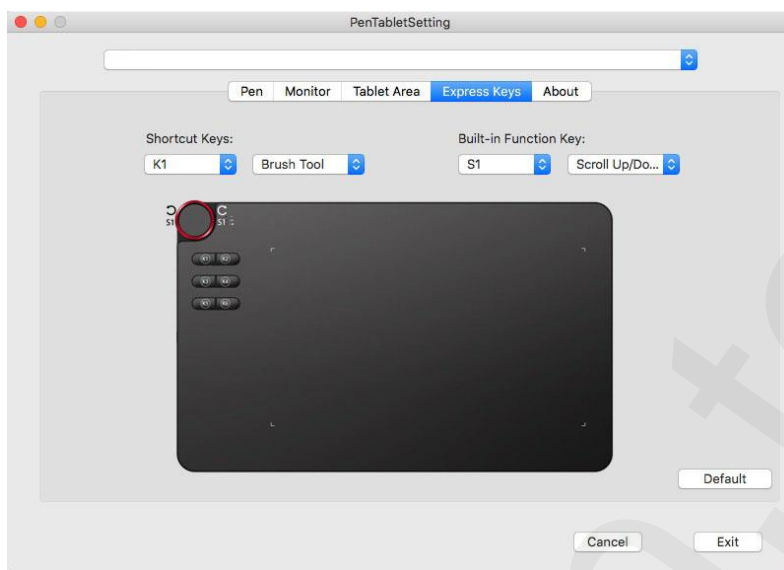 PenTabletSetting
Pen Monitor Tablet Area Express Keys About
Shortcut Keys: Built-in Function Key:
K1 Brush Tool S1 Scroll Up/Do...
S1 S1
K1 K2
K3 K4
K5 K6
Default
Cancel Exit